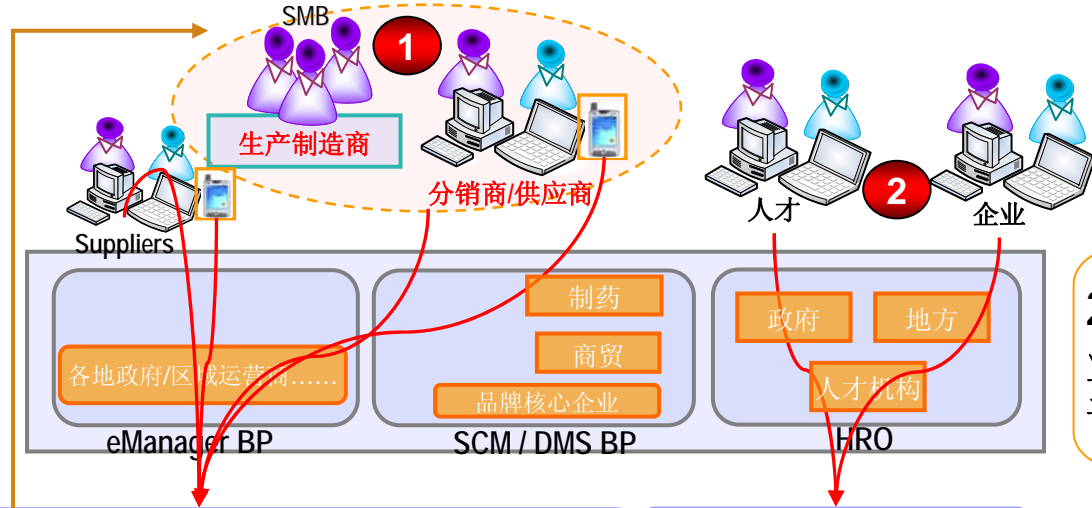 SMB
1
生产制造商
分销商/供应商
Suppliers
2
人才
企业
制药
商贸
品牌核心企业
各地政府/区域运营商……
政府
地方
人才机构
eManager BP
SCM / DMS BP
HRO